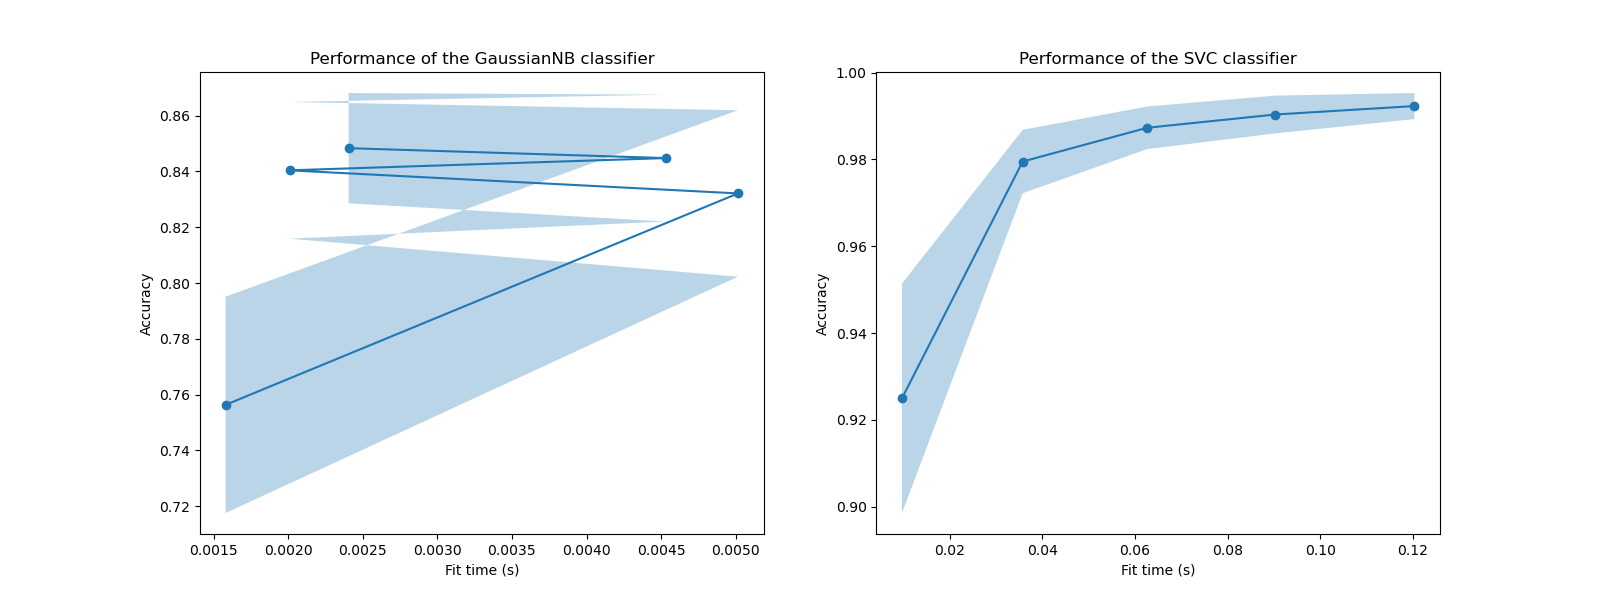 Performance of the GaussianNB classifier
0.86
0.84
0.82
0.80
0.78
0.76
0.74
0.72
Accuracy
0.0015 0.0020 0.0025 0.0030 0.0035 0.0040 0.0045 0.0050
Fit time (s)
Performance of the SVC classifier
1.00
0.98
0.96
0.94
0.92
0.90
Accuracy
0.02 0.04 0.06 0.08 0.10 0.12
Fit time (s)